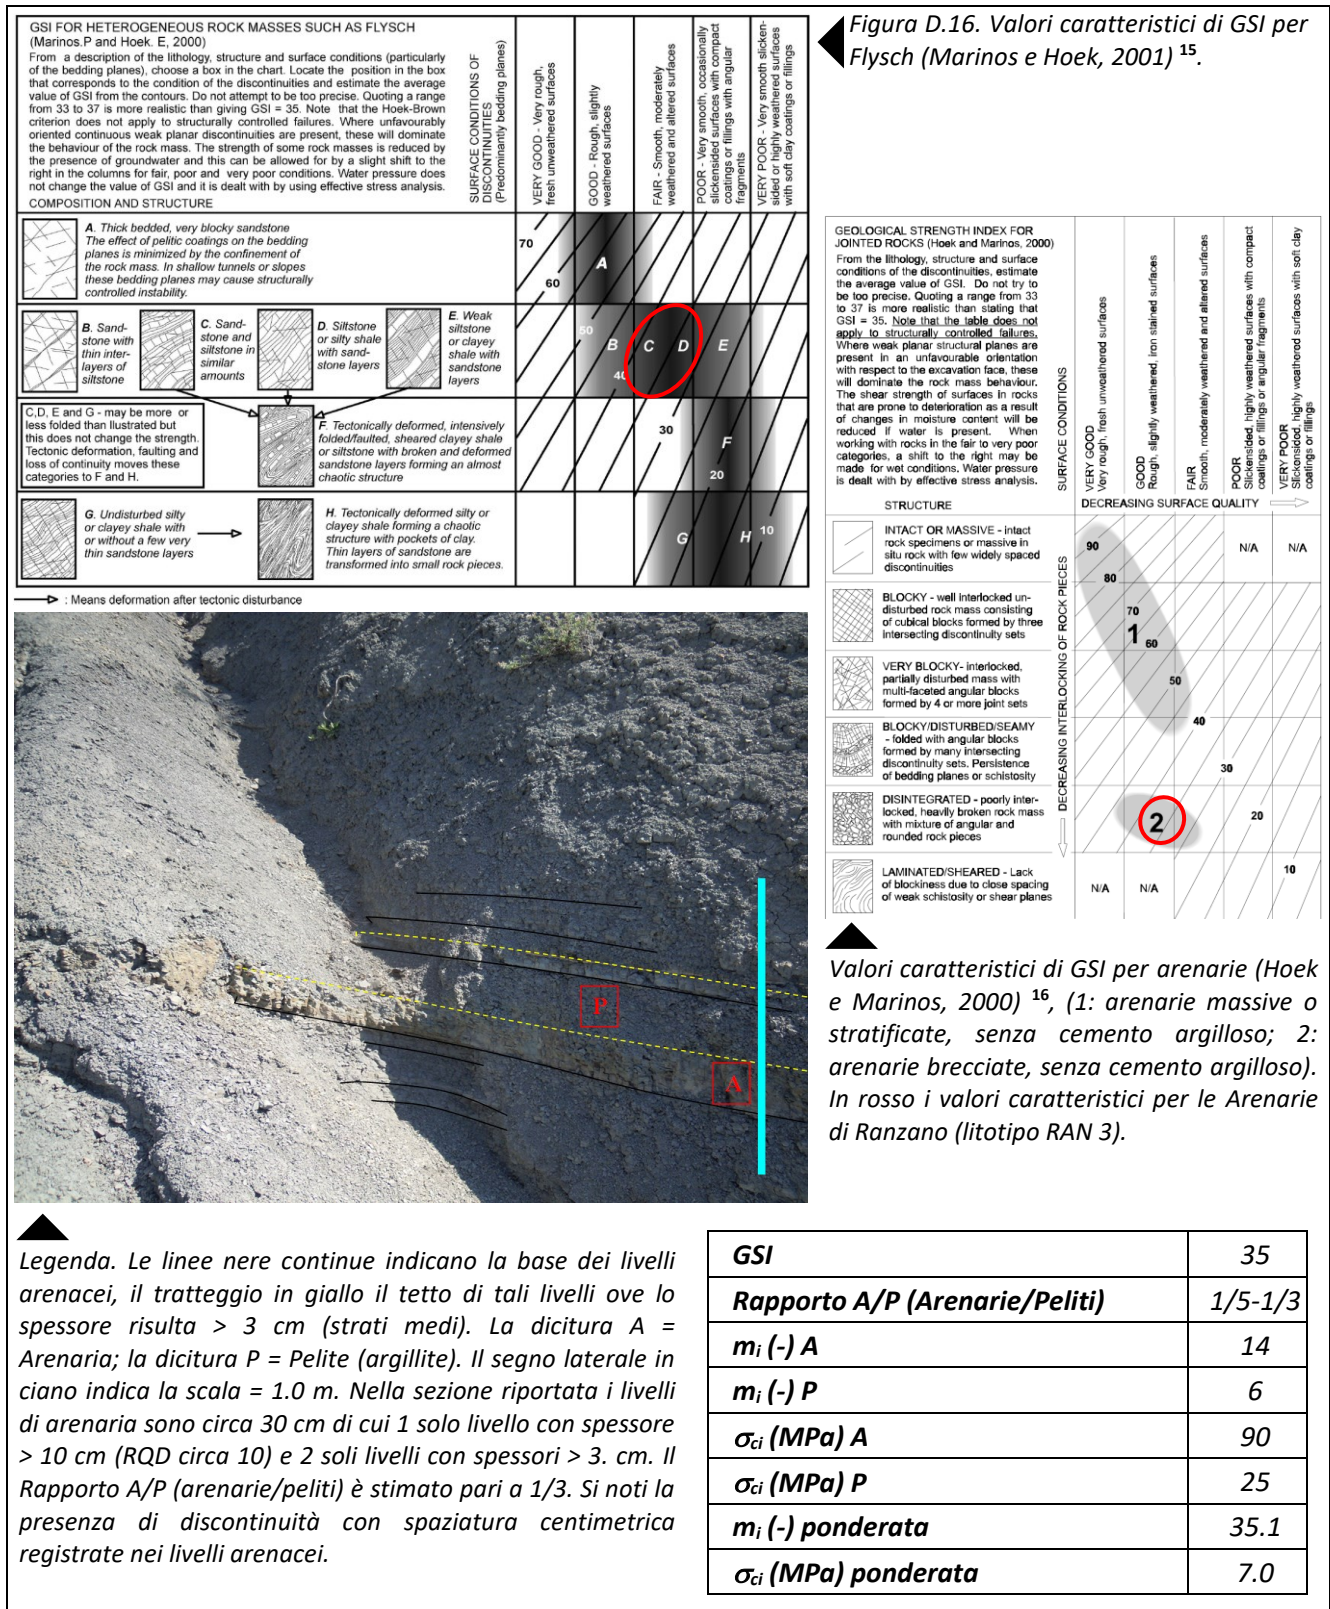 GSI FOR HETEROGENEOUS ROCK MASSES SUCH AS FLYSCH
(Marinos.P and Hoek. E, 2000)
From a description of the lithology, structure and surface conditions (particularly
of the bedding planes), choose a box in the chart. Locate the position in the box
that corresponds to the condition of the discontinuities and estimate the average
value of GSI from the contours. Do not attempt to be too precise. Quoting a range
from 33 to 37 is more realistic than giving GSI = 35. Note that the Hoek-Brown
criterion does not apply to structurally controlled failures. Where unfavourably
oriented continuous weak planar discontinuities are present, these will dominate
the behaviour of the rock mass. The strength of some rock masses is reduced by
the presence of groundwater and this can be allowed for by a slight shift to the
right in the columns for fair, poor and very poor conditions. Water pressure does
not change the value of GSI and it is dealt with by using effective stress analysis.
COMPOSITION AND STRUCTURE
SURFACE CONDITIONS OF
DISCONTINUITIES
(Predominantly bedding planes)
VERY GOOD - Very rough,
fresh unweathered surfaces
GOOD - Rough, slightly
weathered surfaces
FAIR - Smooth, moderately
weathered and altered surfaces
POOR - Very smooth, occasionally
slickensided surfaces with compact
coatings or fillings with angular
fragments
VERY POOR - Very smooth slicken-
sided or highly weathered surfaces
with soft clay coatings or fillings
A. Thick bedded, very blocky sandstone
The effect of pelitic coatings on the bedding
planes is minimized by the confinement of
the rock mass. In shallow tunnels or slopes
these bedding planes may cause structurally
controlled instability.
70
60
A
B. Sand-
stone with
thin inter-
layers of
siltstone
C. Sand-
stone and
siltstone in
similar
amounts
D. Siltstone
or silty shale
with sand-
stone layers
E. Weak
siltstone
or clayey
shale with
sandstone
layers
50
B
C
D
E
40
C,D, E and G - may be more or
less folded than llustrated but
this does not change the strength.
Tectonic deformation, faulting and
loss of continuity moves these
categories to F and H.
F. Tectonically deformed, intensively
folded/faulted, sheared clayey shale
or siltstone with broken and deformed
sandstone layers forming an almost
chaotic structure
30
F
20
G. Undisturbed silty
or clayey shale with
or without a few very
thin sandstone layers
H. Tectonically deformed silty or
clayey shale forming a chaotic
structure with pockets of clay.
Thin layers of sandstone are
transformed into small rock pieces.
G
H
10
: Means deformation after tectonic disturbance
Figura D.16. Valori caratteristici di GSI per
Flysch (Marinos e Hoek, 2001) 15.
GEOLOGICAL STRENGTH INDEX FOR
JOINTED ROCKS (Hoek and Marinos, 2000)
From the lithology, structure and surface
conditions of the discontinuities, estimate
the average value of GSI. Do not try to
be too precise. Quoting a range from 33
to 37 is more realistic than stating that
GSI = 35. Note that the table does not
apply to structurally controlled failures.
Where weak planar structural planes are
present in an unfavourable orientation
with respect to the excavation face, these
will dominate the rock mass behaviour.
The shear strength of surfaces in rocks
that are prone to deterioration as a result
of changes in moisture content will be
reduced if water is present. When
working with rocks in the fair to very poor
categories, a shift to the right may be
made for wet conditions. Water pressure
is dealt with by effective stress analysis.
STRUCTURE
SURFACE CONDITIONS
VERY GOOD
Very rough, fresh unweathered surfaces
GOOD
Rough, slightly weathered, iron stained surfaces
FAIR
Smooth, moderately weathered and altered surfaces
POOR
Slickensided, highly weathered surfaces with compact
coatings or fillings or angular fragments
VERY POOR
Slickensided, highly weathered surfaces with soft clay
coatings or fillings
DECREASING SURFACE QUALITY
DECREASING INTERLOCKING OF ROCK PIECES
INTACT OR MASSIVE - intact
rock specimens or massive in
situ rock with few widely spaced
discontinuities
90
N/A
N/A
80
BLOCKY - well interlocked un-
disturbed rock mass consisting
of cubical blocks formed by three
intersecting discontinuity sets
70
1
60
VERY BLOCKY- interlocked,
partially disturbed mass with
multi-faceted angular blocks
formed by 4 or more joint sets
50
40
BLOCKY/DISTURBED/SEAMY
- folded with angular blocks
formed by many intersecting
discontinuity sets. Persistence
of bedding planes or schistosity
30
DISINTEGRATED - poorly inter-
locked, heavily broken rock mass
with mixture of angular and
rounded rock pieces
2
20
LAMINATED/SHEARED - Lack
of blockiness due to close spacing
of weak schistosity or shear planes
N/A
N/A
10
P
A
Valori caratteristici di GSI per arenarie (Hoek
e Marinos, 2000) 16, (1: arenarie massive o
stratificate, senza cemento argilloso; 2:
arenarie brecciate, senza cemento argilloso).
In rosso i valori caratteristici per le Arenarie
di Ranzano (litotipo RAN 3).
Legenda. Le linee nere continue indicano la base dei livelli
arenacei, il tratteggio in giallo il tetto di tali livelli ove lo
spessore risulta > 3 cm (strati medi). La dicitura A =
Arenaria; la dicitura P = Pelite (argillite). Il segno laterale in
ciano indica la scala = 1.0 m. Nella sezione riportata i livelli
di arenaria sono circa 30 cm di cui 1 solo livello con spessore
> 10 cm (RQD circa 10) e 2 soli livelli con spessori > 3. cm. Il
Rapporto A/P (arenarie/peliti) è stimato pari a 1/3. Si noti la
presenza di discontinuità con spaziatura centimetrica
registrate nei livelli arenacei.
GSI 35
Rapporto A/P (Arenarie/Peliti) 1/5-1/3
mi (-) A 14
mi (-) P 6
σci (MPa) A 90
σci (MPa) P 25
mi (-) ponderata 35.1
σci (MPa) ponderata 7.0